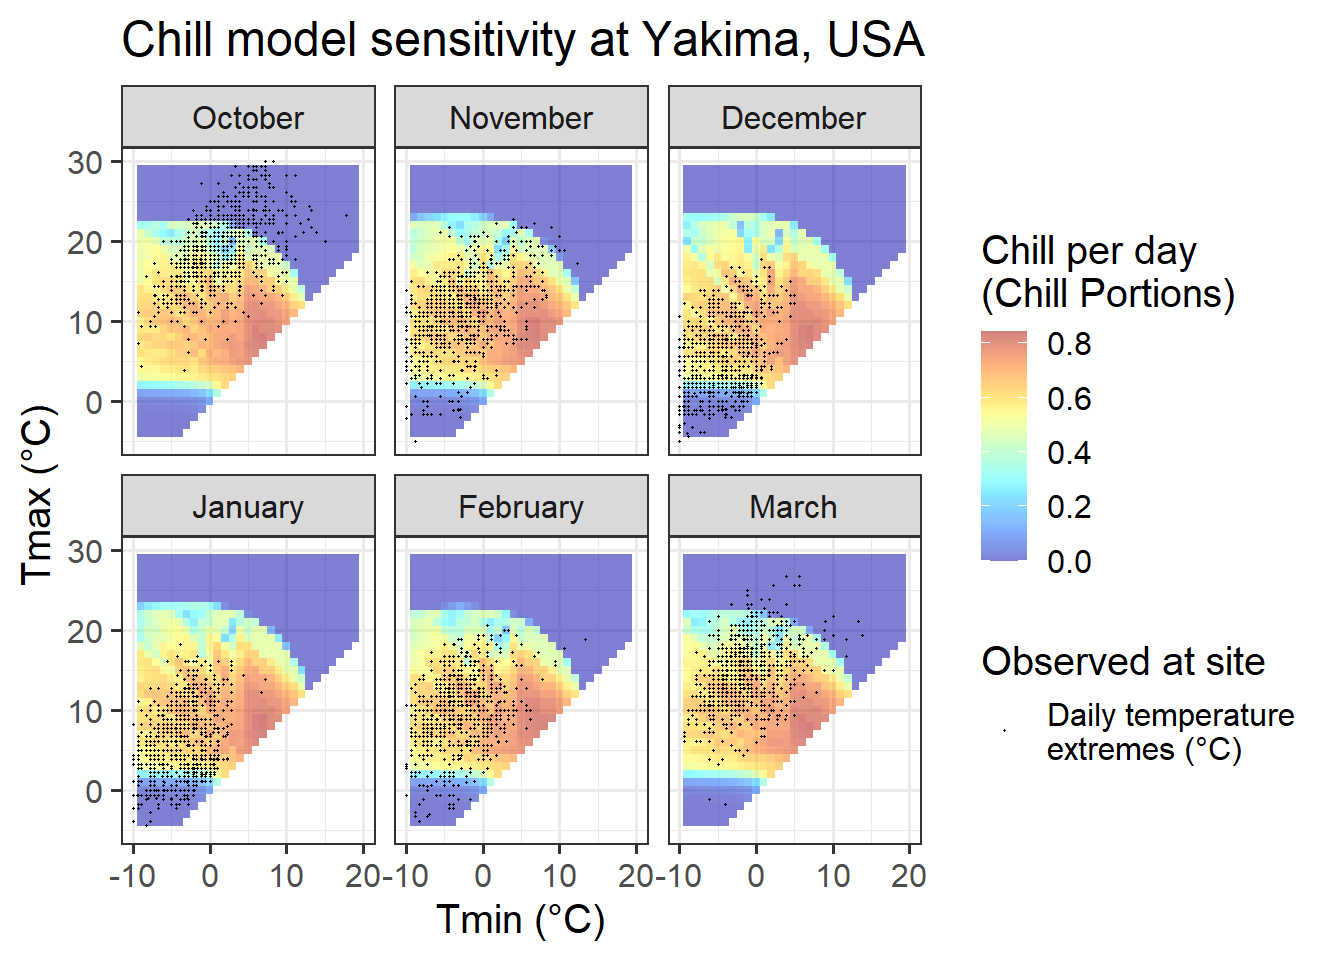 Chill model sensitivity at Yakima, USA
October
November
December
30
20
10
0
January
February
March
30
20
10
0
-10 0 10 20 -10 0 10 20 -10 0 10 20
Tmin (°C)
Tmax (°C)
Chill per day
(Chill Portions)
0.8
0.6
0.4
0.2
0.0
Observed at site
Daily temperature
extremes (°C)